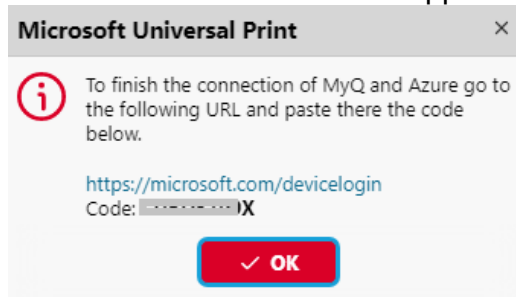 Microsoft Universal Print
To finish the connection of MyQ and Azure go to
the following URL and paste there the code
below.
https://microsoft.com/devicelogin
Code:
OK